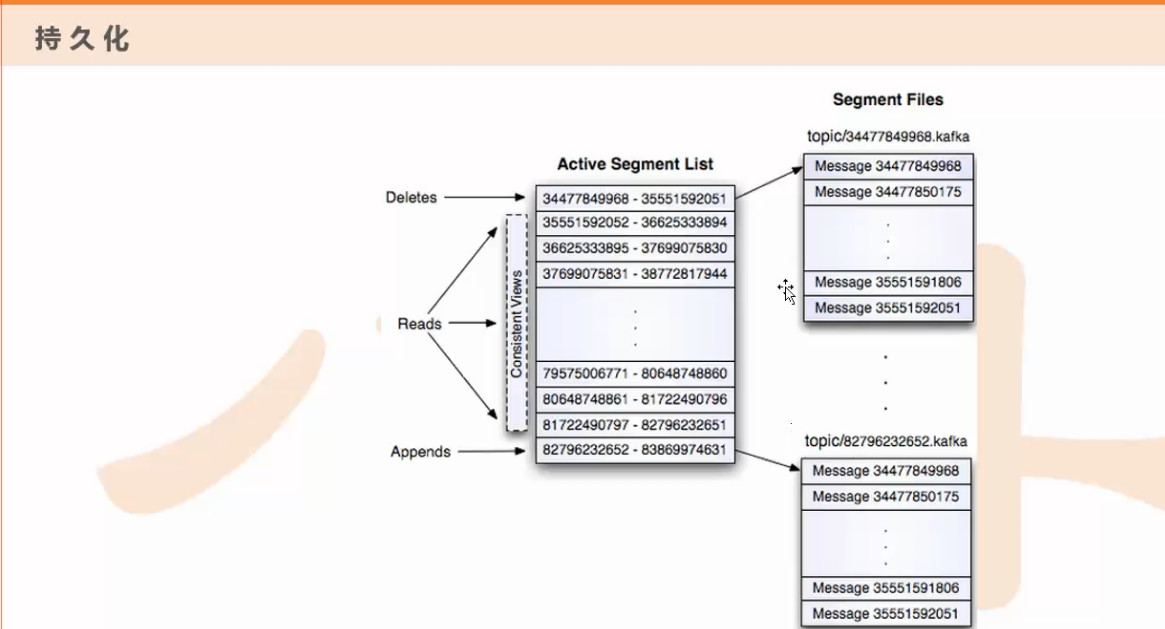 持久化
Segment Files
topic/34477849968.kafka
Message 34477849968
Message 34477850175
Message 35551591806
Message 35551592051
Active Segment List
Deletes
34477849968 - 35551592051
35551592052 - 36625333894
36625333895 - 37699075830
37699075831 - 38772817944
Reads
Consistent Views
79575006771 - 80648748860
80648748861 - 81722490796
81722490797 - 82796232651
Appends
82796232652 - 83869974631
topic/82796232652.kafka
Message 34477849968
Message 34477850175
Message 35551591806
Message 35551592051